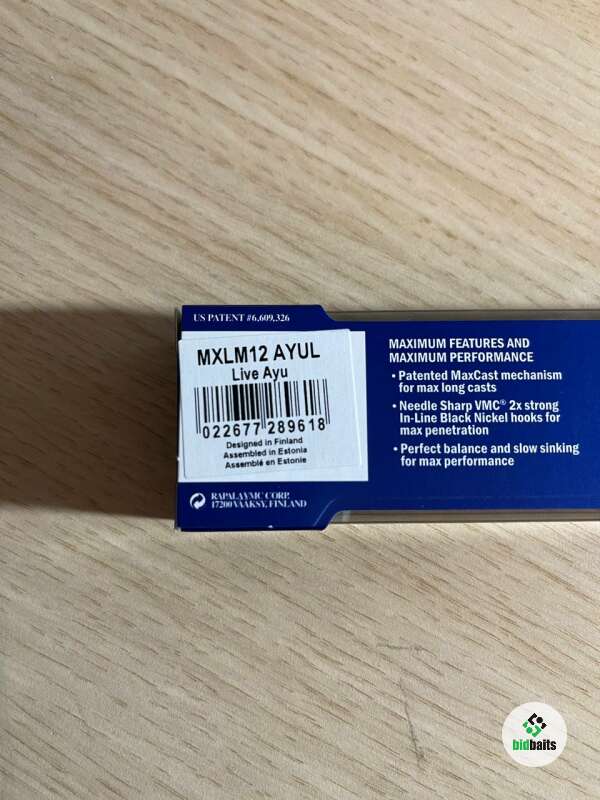 US PATENT #6,609,326
MXLM12 AYUL
Live Ayu
022677 289618
Designed in Finland
Assembled in Estonia
Assemblé en Estonie
RAPALA VMC CORP.
17200 VÄÄKSY, FINLAND
MAXIMUM FEATURES AND
MAXIMUM PERFORMANCE
• Patented MaxCast mechanism
for max long casts
• Needle Sharp VMC® 2x strong
In-Line Black Nickel hooks for
max penetration
• Perfect balance and slow sinking
for max performance
bidbaits